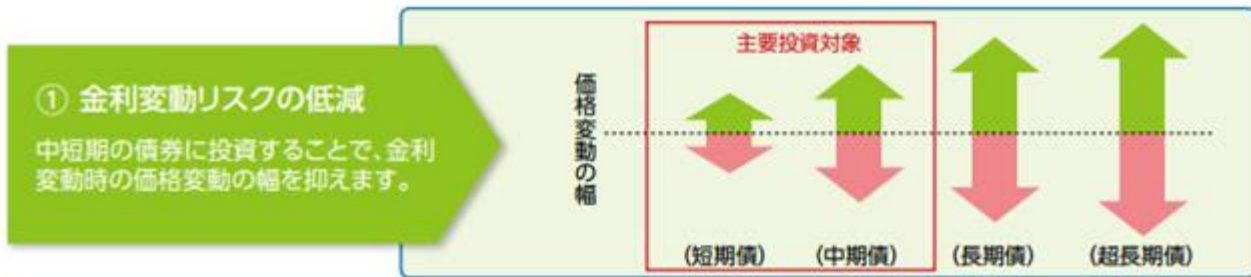 ① 金利変動リスクの低減
中短期の債券に投資することで、金利
変動時の価格変動の幅を抑えます。
主要投資対象
価格変動の幅
(短期債)
(中期債)
(長期債)
(超長期債)